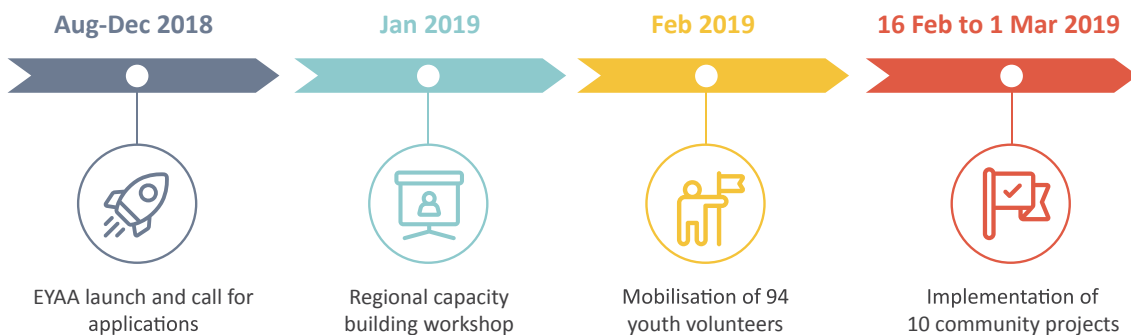 Aug-Dec 2018
Jan 2019
Feb 2019
16 Feb to 1 Mar 2019
EYAA launch and call for
applications
Regional capacity
building workshop
Mobilisation of 94
youth volunteers
Implementation of
10 community projects